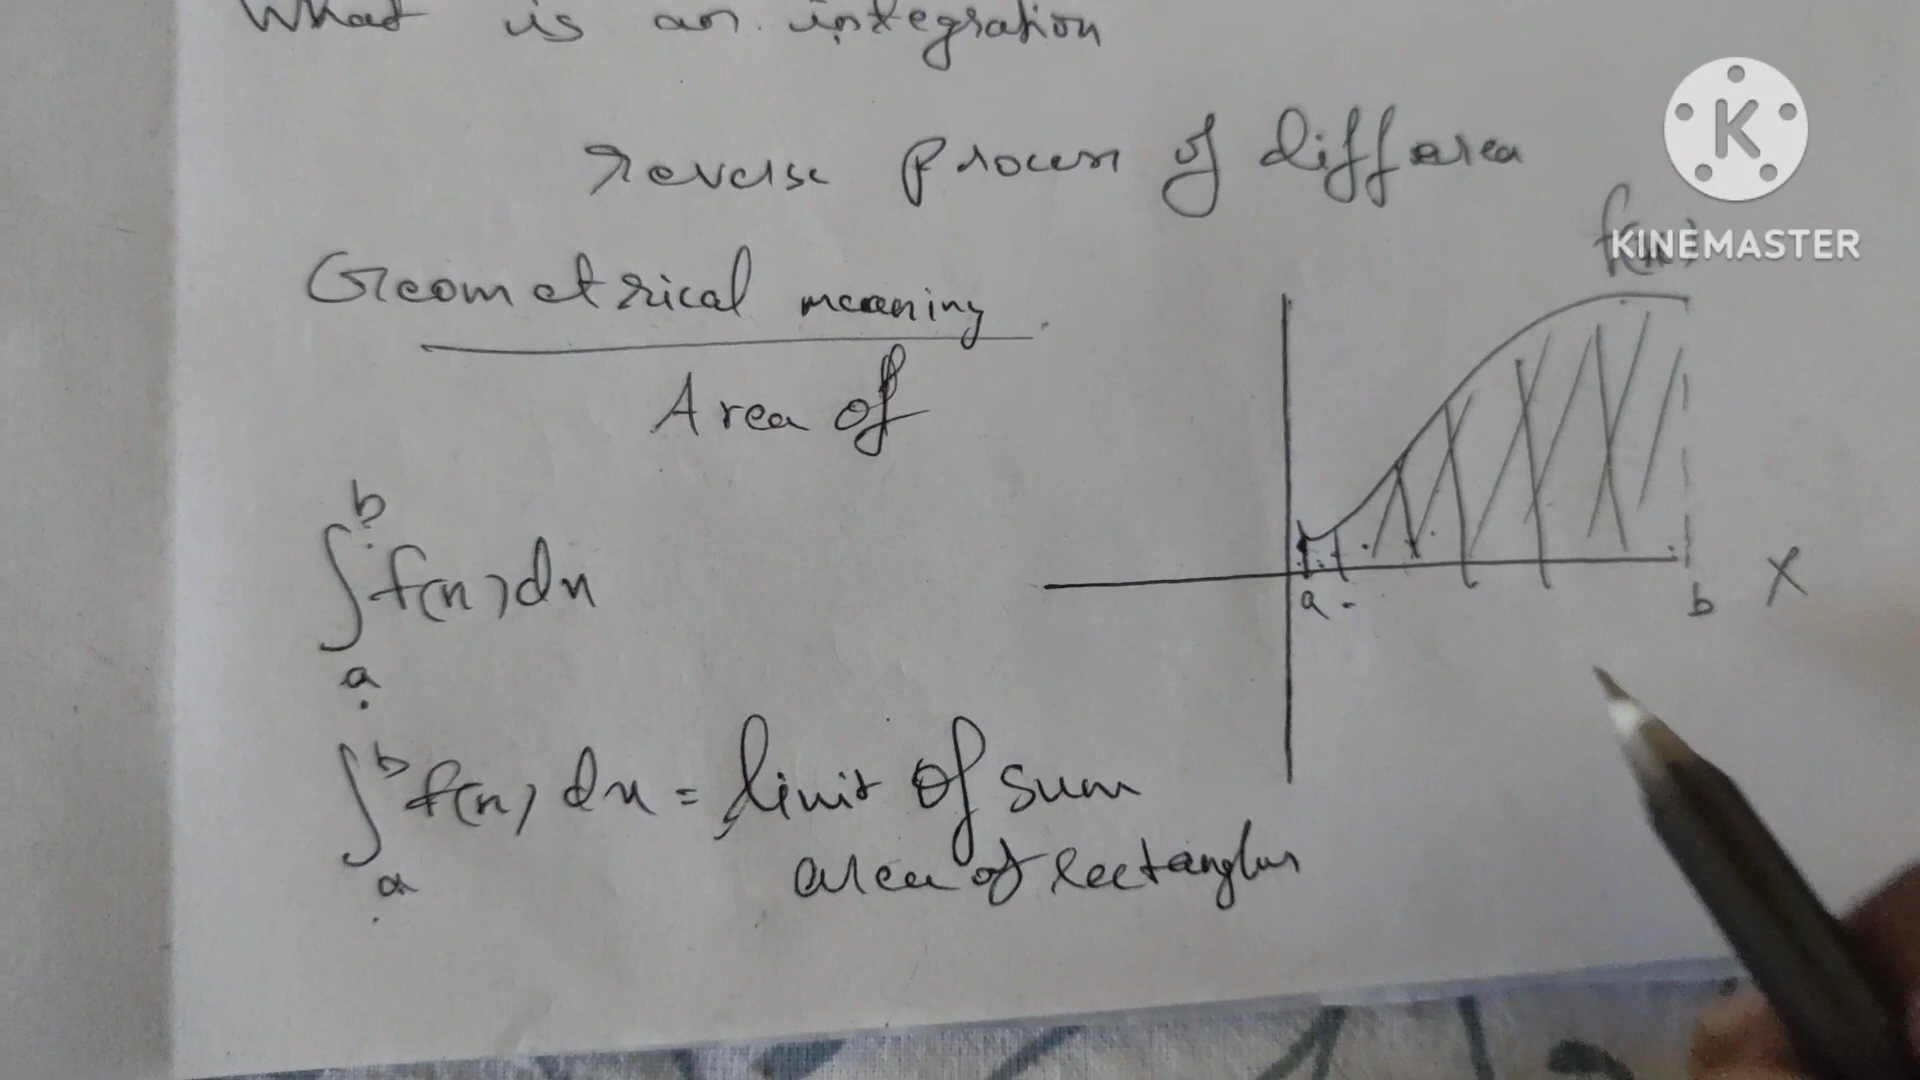 What is an integration
reverse process of differea
Geometrical meaning
Area of
∫ₐᵇ f(x) dx
∫ₐᵇ f(x) dx = limit of sum
area of rectangles
K
KINEMASTER
f(x)
a
b X